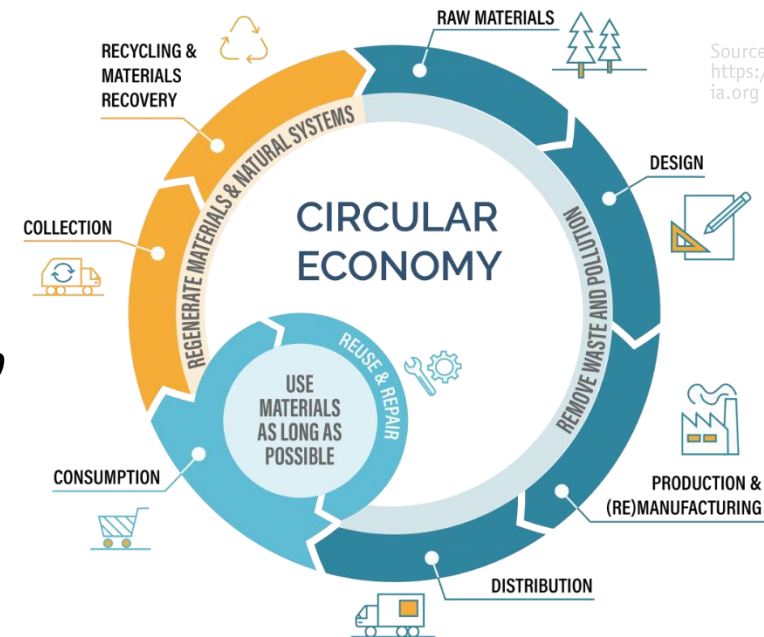 RAW MATERIALS
RECYCLING &
MATERIALS
RECOVERY
Source
https:/
ia.org
DESIGN
COLLECTION
REGENERATE MATERIALS & NATURAL SYSTEMS
CIRCULAR
ECONOMY
REMOVE WASTE AND POLLUTION
REUSE & REPAIR
USE
MATERIALS
AS LONG AS
POSSIBLE
CONSUMPTION
PRODUCTION &
(RE)MANUFACTURING
DISTRIBUTION